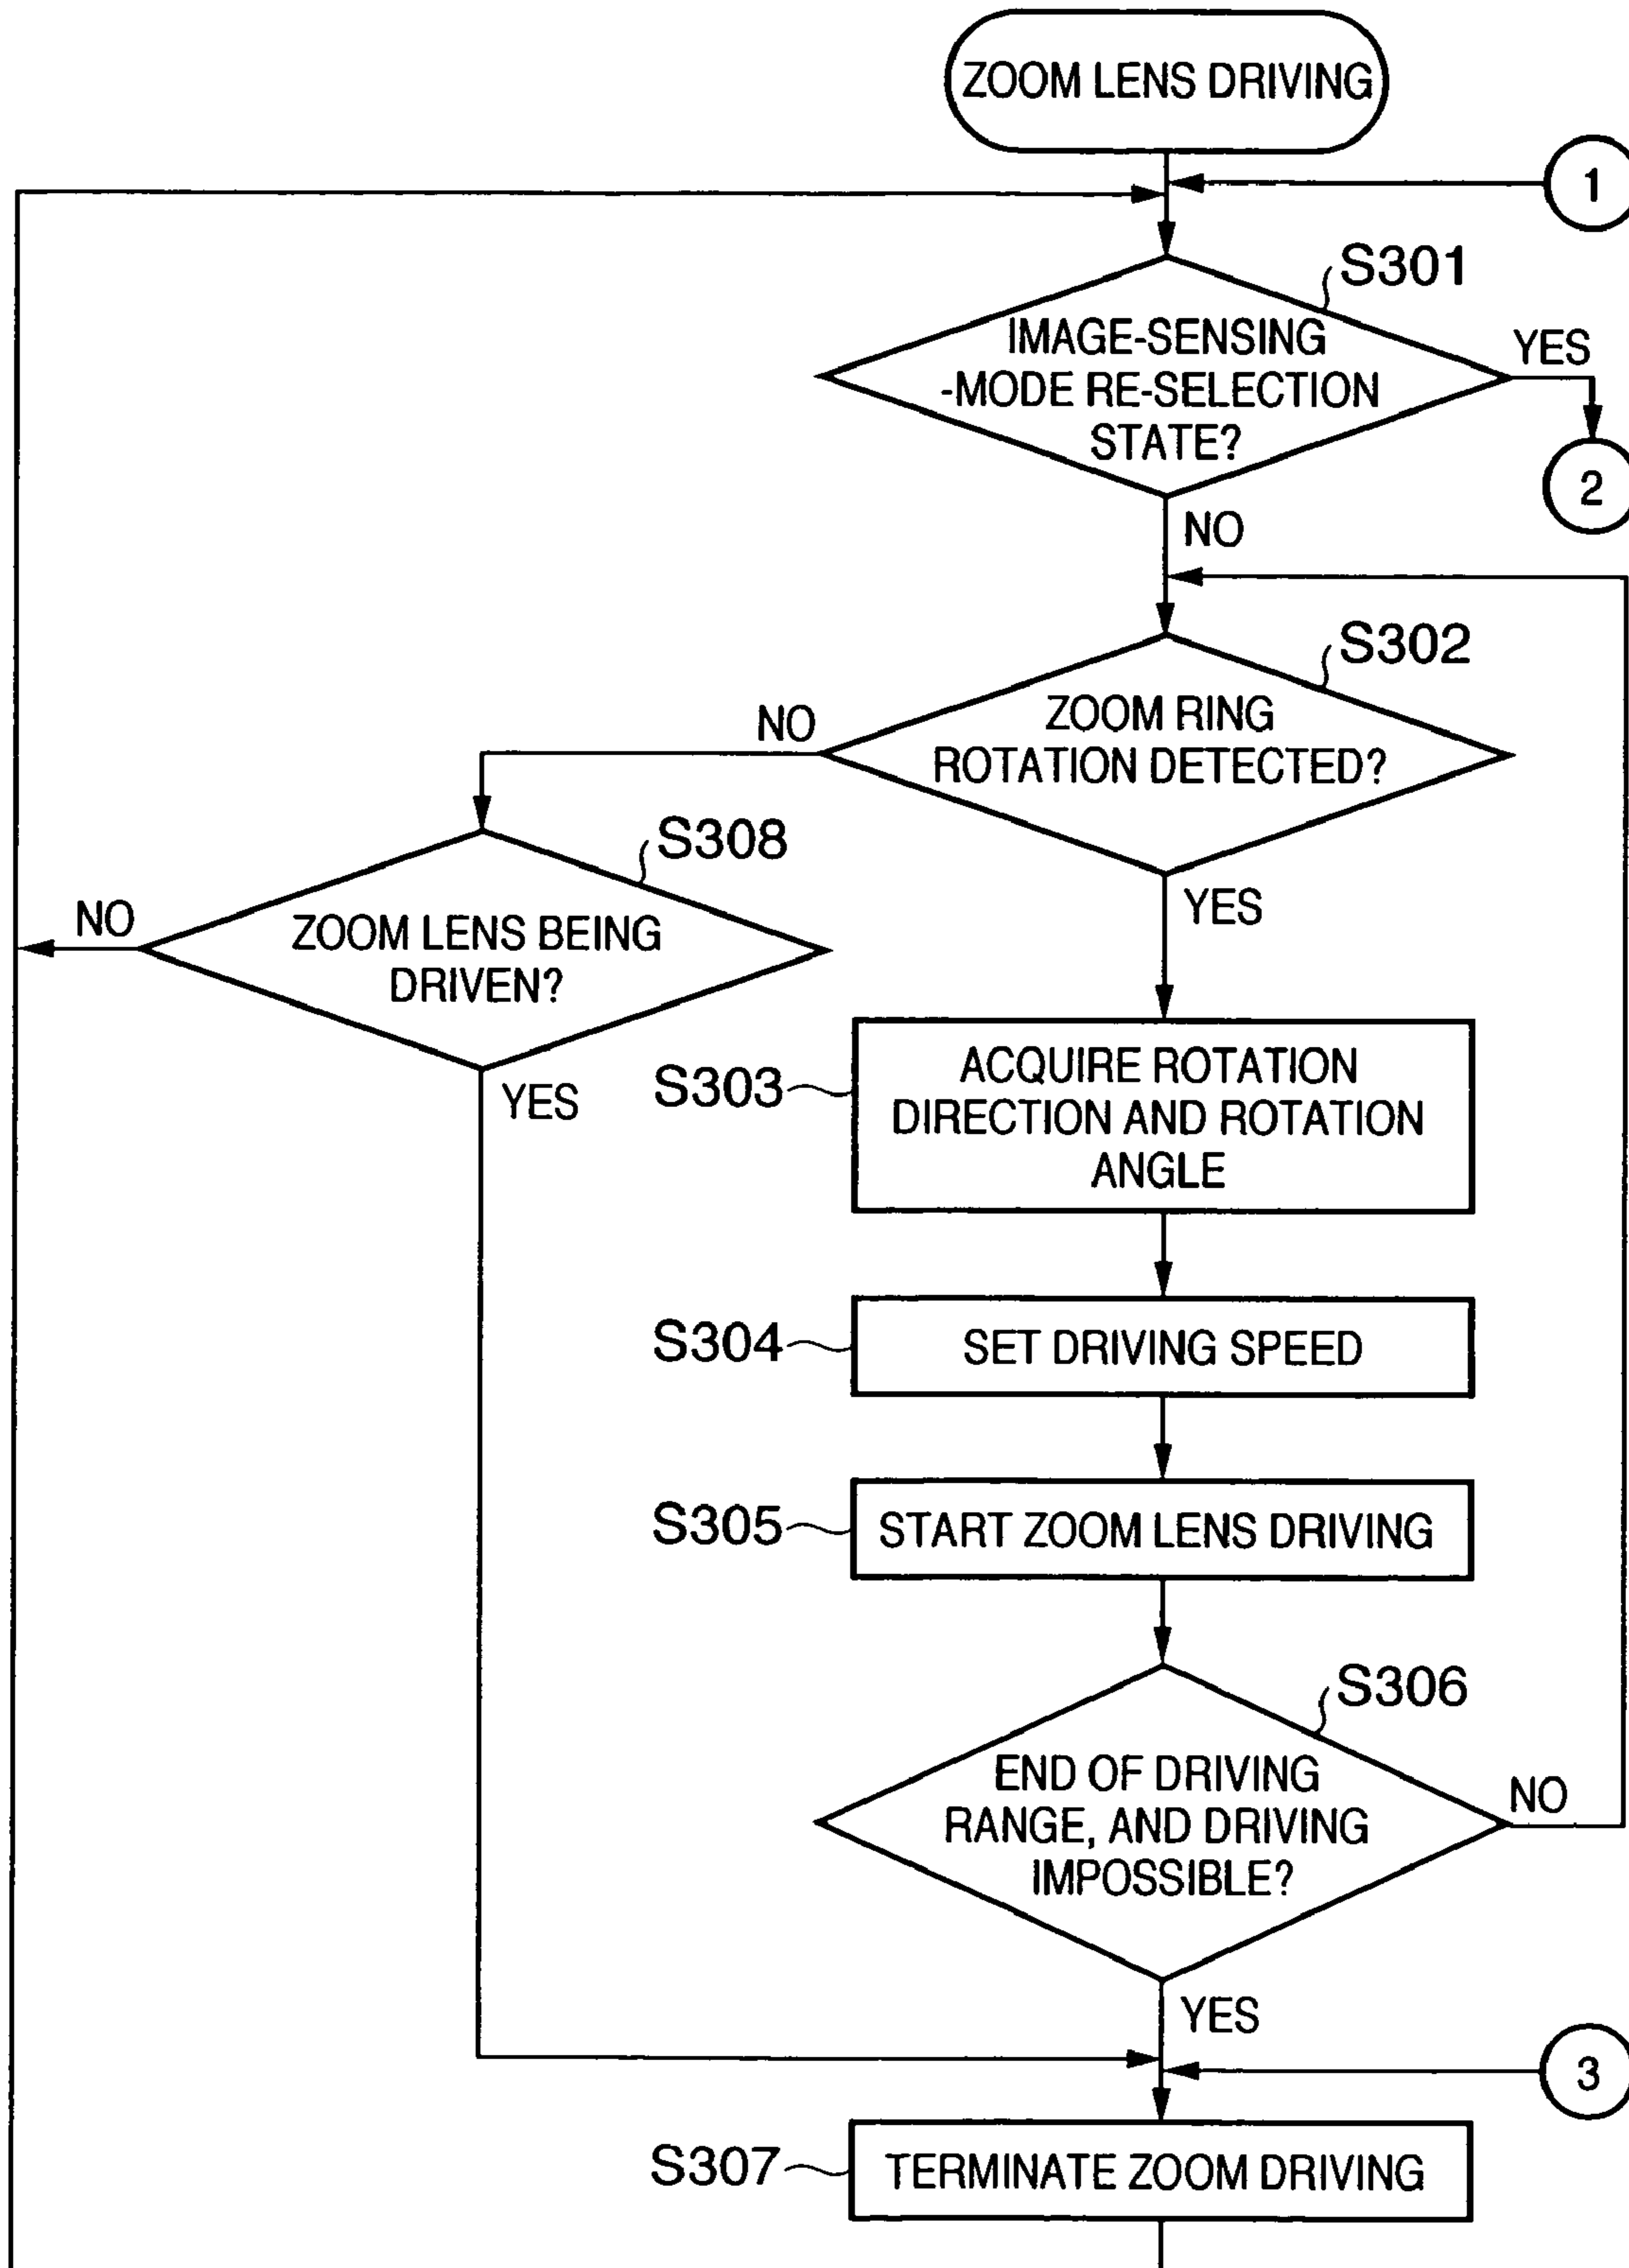 ZOOM LENS DRIVING
1
S301
IMAGE-SENSING
-MODE RE-SELECTION
STATE?
YES
2
NO
S302
ZOOM RING
ROTATION DETECTED?
NO
YES
S308
ZOOM LENS BEING
DRIVEN?
NO
YES
S303
ACQUIRE ROTATION
DIRECTION AND ROTATION
ANGLE
S304
SET DRIVING SPEED
S305
START ZOOM LENS DRIVING
S306
END OF DRIVING
RANGE, AND DRIVING
IMPOSSIBLE?
NO
YES
3
S307
TERMINATE ZOOM DRIVING